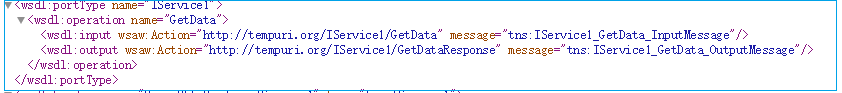 ▼<wsdl:portType name="IService1">
▼<wsdl:operation name="GetData">
<wsdl:input wsaw:Action="http://tempuri.org/IService1/GetData" message="tns:IService1_GetData_InputMessage"/>
<wsdl:output wsaw:Action="http://tempuri.org/IService1/GetDataResponse" message="tns:IService1_GetData_OutputMessage"/>
</wsdl:operation>
</wsdl:portType>